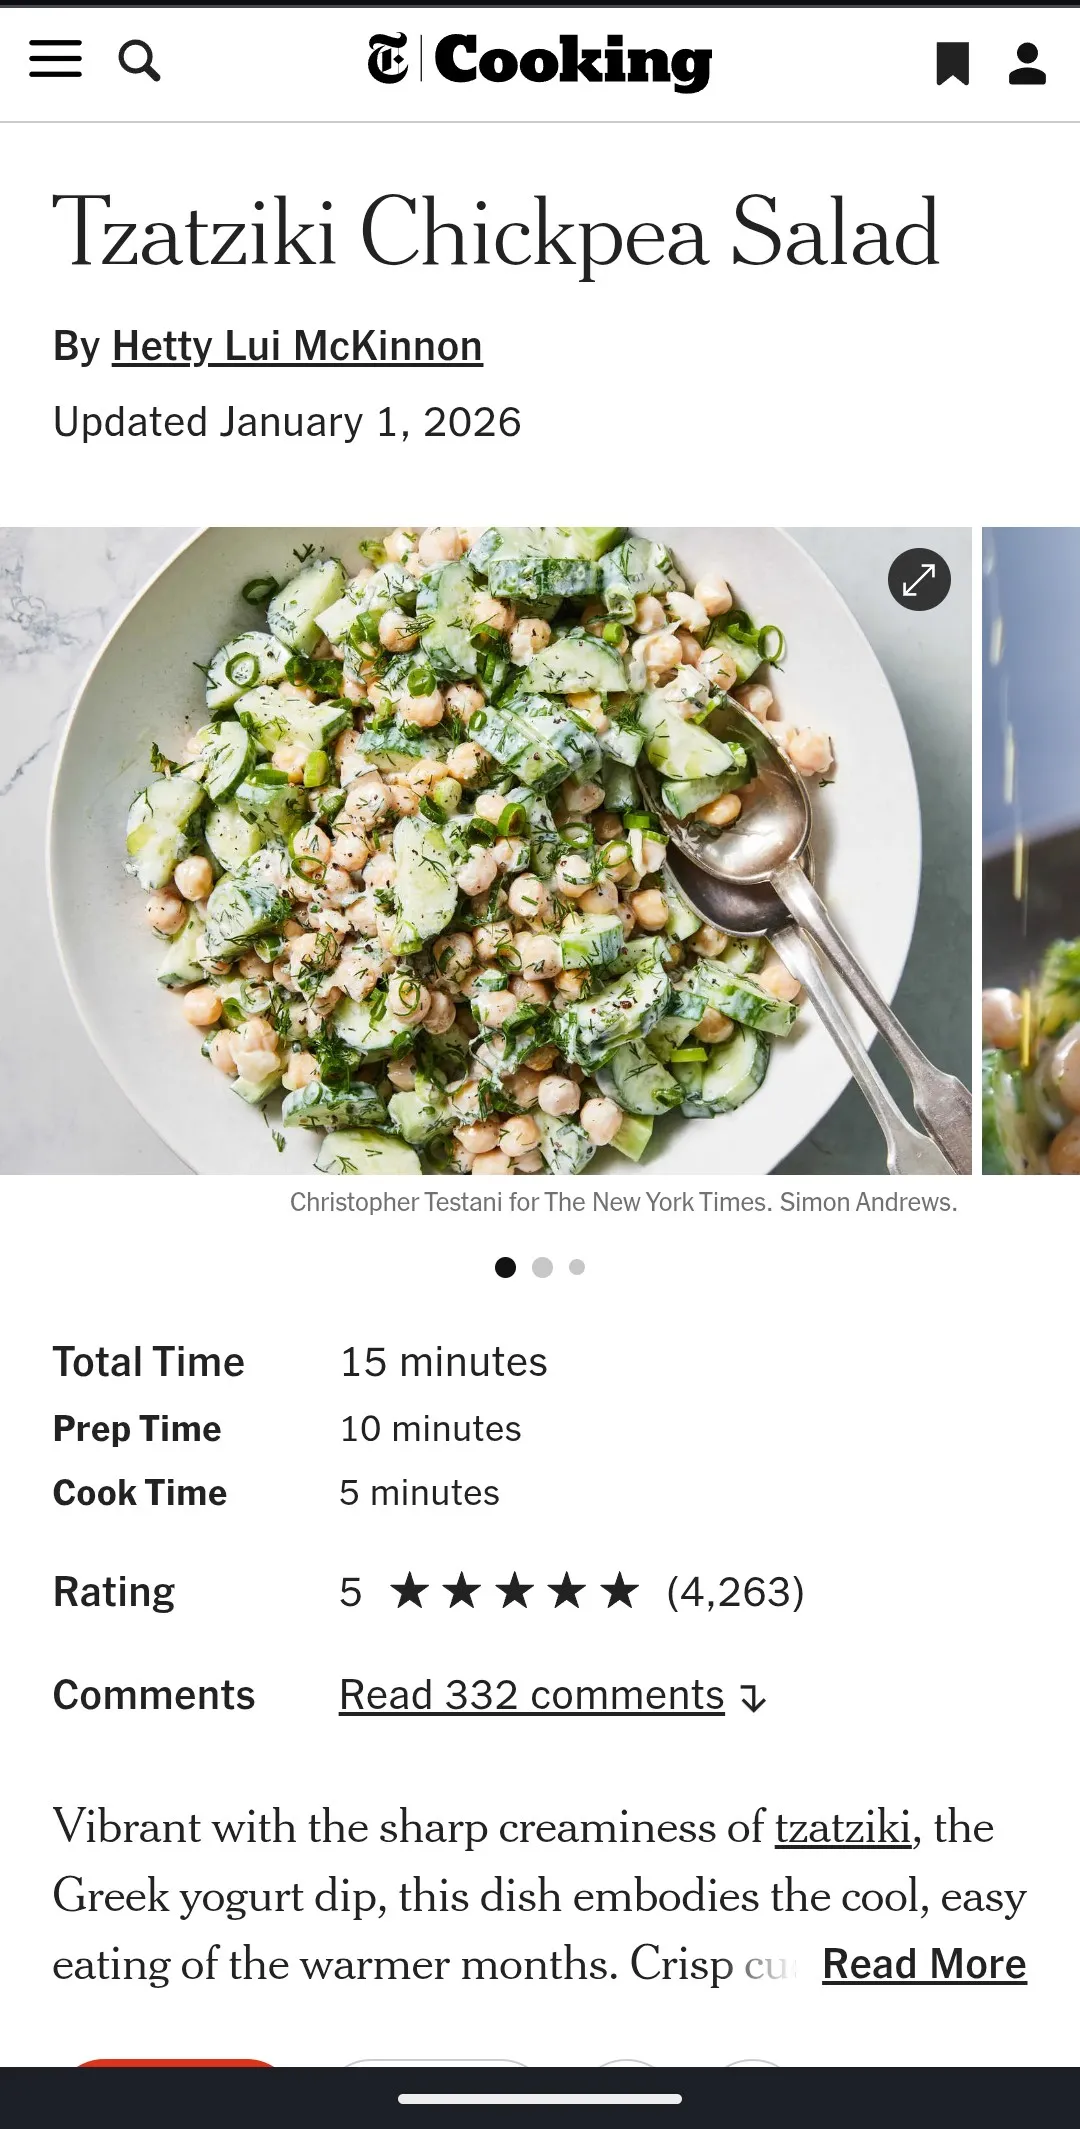 T Cooking
Tzatziki Chickpea Salad
By Hetty Lui McKinnon
Updated January 1, 2026
Christopher Testani for The New York Times. Simon Andrews.
Total Time 15 minutes
Prep Time 10 minutes
Cook Time 5 minutes
Rating 5 ★★★★★ (4,263)
Comments Read 332 comments
Vibrant with the sharp creaminess of tzatziki, the
Greek yogurt dip, this dish embodies the cool, easy
eating of the warmer months. Crisp cu Read More